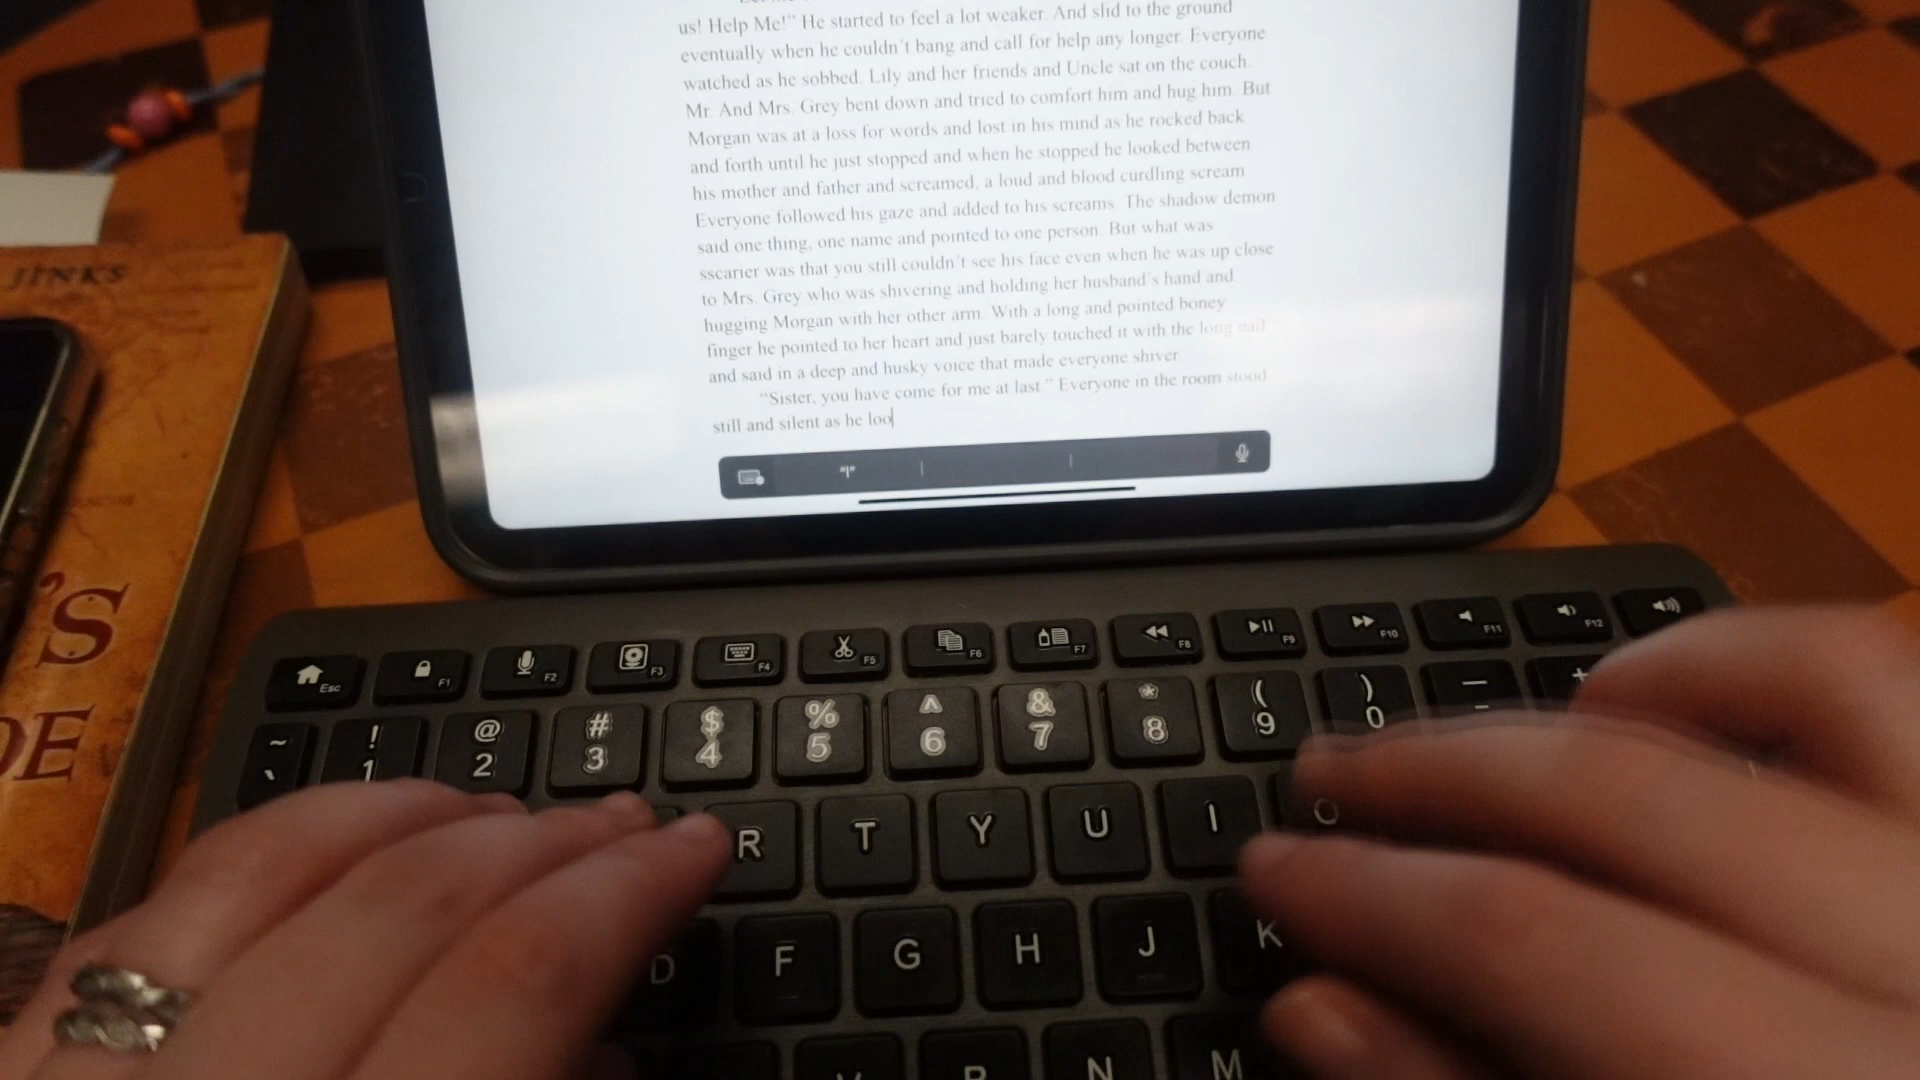 us! Help Me!" He started to feel a lot weaker. And slid to the ground
eventually when he couldn't bang and call for help any longer. Everyone
watched as he sobbed. Lily and her friends and Uncle sat on the couch.
Mr. And Mrs. Grey bent down and tried to comfort him and hug him. But
Morgan was at a loss for words and lost in his mind as he rocked back
and forth until he just stopped and when he stopped he looked between
his mother and father and screamed, a loud and blood curdling scream.
Everyone followed his gaze and added to his screams. The shadow demon
said one thing, one name and pointed to one person. But what was
sscarier was that you still couldn't see his face even when he was up close
to Mrs. Grey who was shivering and holding her husband's hand and
hugging Morgan with her other arm. With a long and pointed boney
finger he pointed to her heart and just barely touched it with the long nail
and said in a deep and husky voice that made everyone shiver.
"Sister, you have come for me at last." Everyone in the room stood
still and silent as he loo
"I"
JINKS
'S
DE
Esc F1 F2 F3 F4 F5 F6 F7 F8 F9 F10 F11 F12
~ ` ! 1 @ 2 # 3 $ 4 % 5 ^ 6 & 7 * 8 ( 9 ) 0 — - +
R T Y U I O
D F G H J K
N M